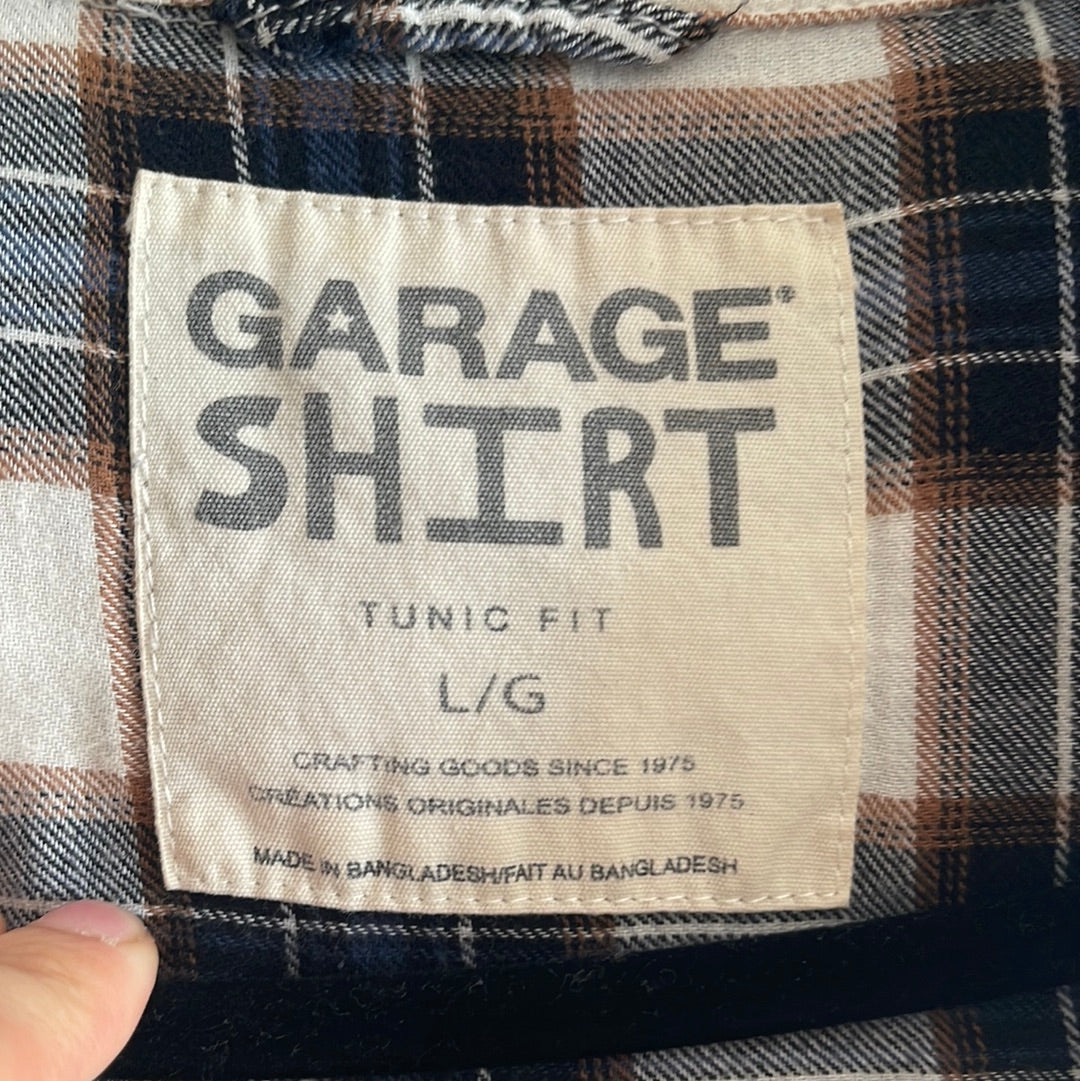 GARAGE
SHIRT
TUNIC FIT
L/G
CRAFTING GOODS SINCE 1975
CRÉATIONS ORIGINALES DEPUIS 1975
MADE IN BANGLADESH/FAIT AU BANGLADESH